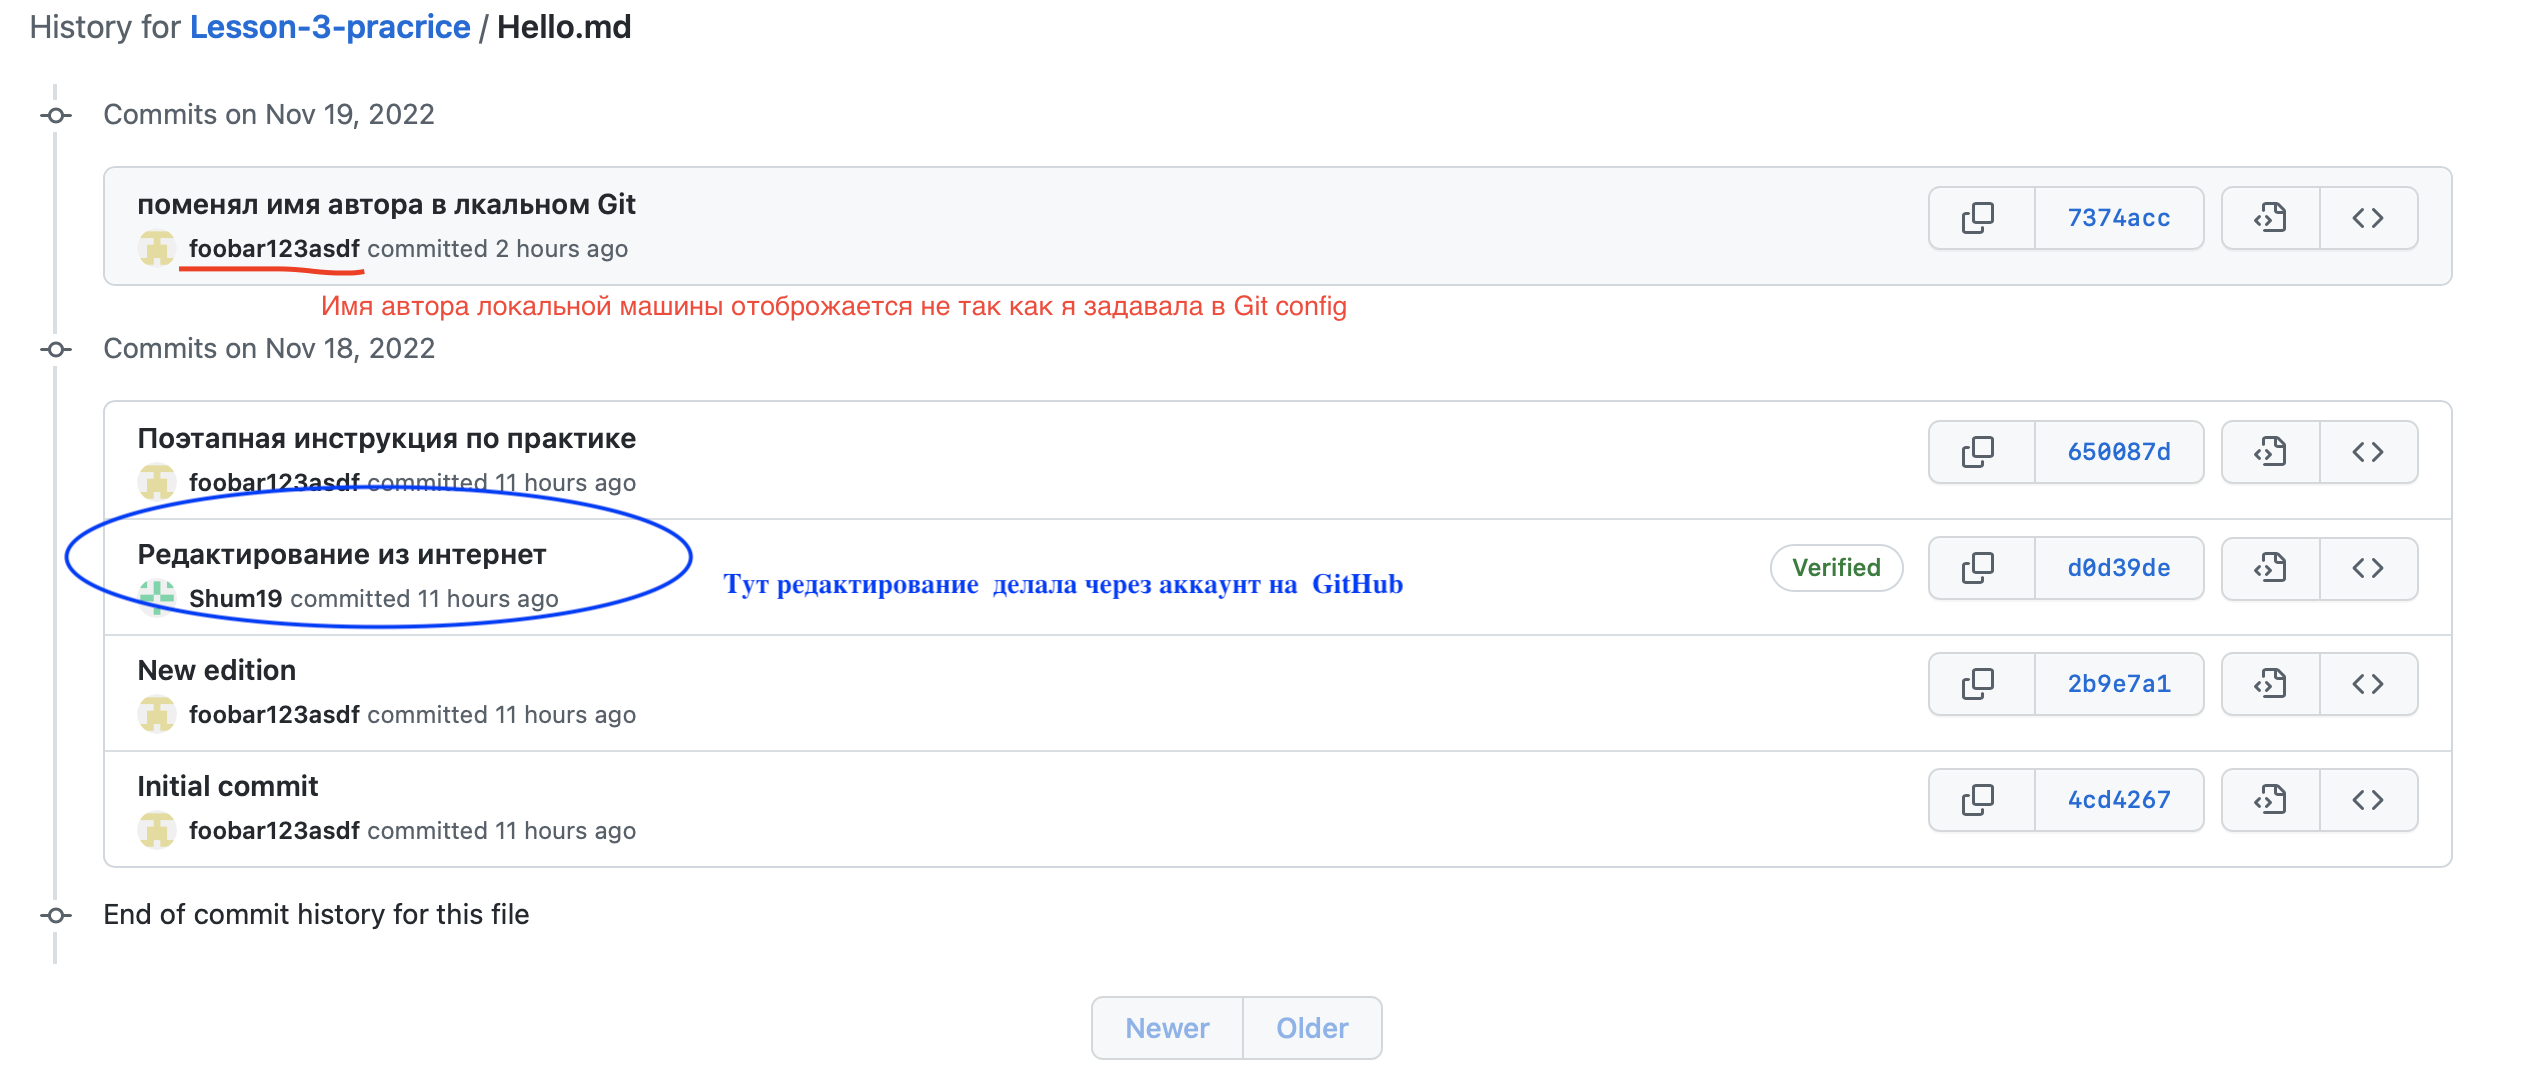 History for Lesson-3-pracrice / Hello.md
Commits on Nov 19, 2022
поменял имя автора в лкальном Git
7374acc
foobar123asdf committed 2 hours ago
Имя автора локальной машины отоброжается не так как я задавала в Git config
Commits on Nov 18, 2022
Поэтапная инструкция по практике
650087d
foobar123asdf committed 11 hours ago
Редактирование из интернет
Verified
d0d39de
Shum19 committed 11 hours ago
Тут редактирование делала через аккаунт на GitHub
New edition
2b9e7a1
foobar123asdf committed 11 hours ago
Initial commit
4cd4267
foobar123asdf committed 11 hours ago
End of commit history for this file
Newer Older